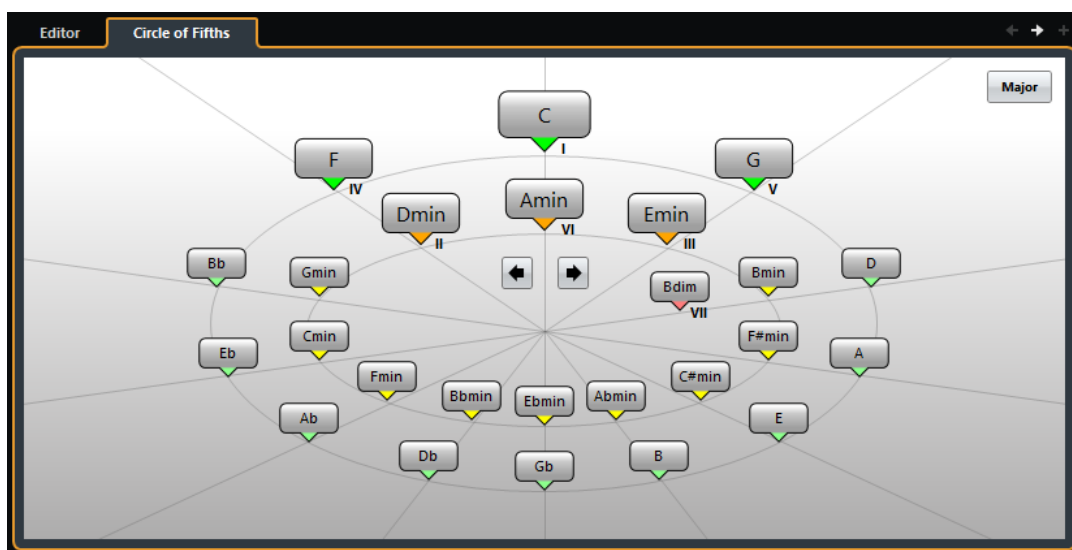 Editor
Circle of Fifths
Major
C
I
F
IV
G
V
Amin
VI
Dmin
II
Emin
III
Bb
Gmin
Bdim
VII
Bmin
D
Eb
Cmin
F#min
A
Fmin
C#min
Bbmin
Ebmin
Abmin
Ab
E
Db
Gb
B